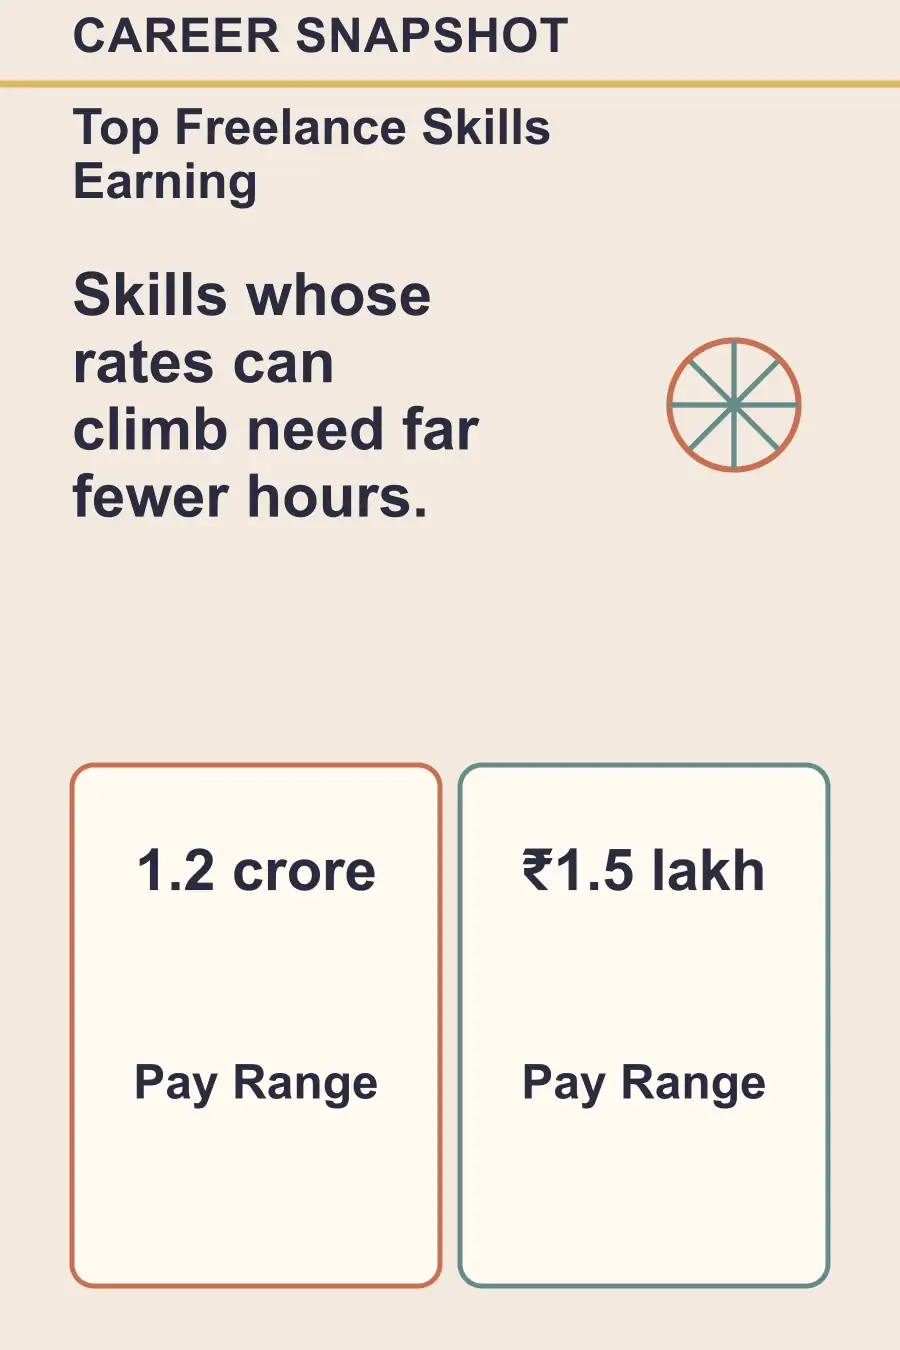 CAREER SNAPSHOT
Top Freelance Skills
Earning
Skills whose
rates can
climb need far
fewer hours.
1.2 crore
₹1.5 lakh
Pay Range
Pay Range